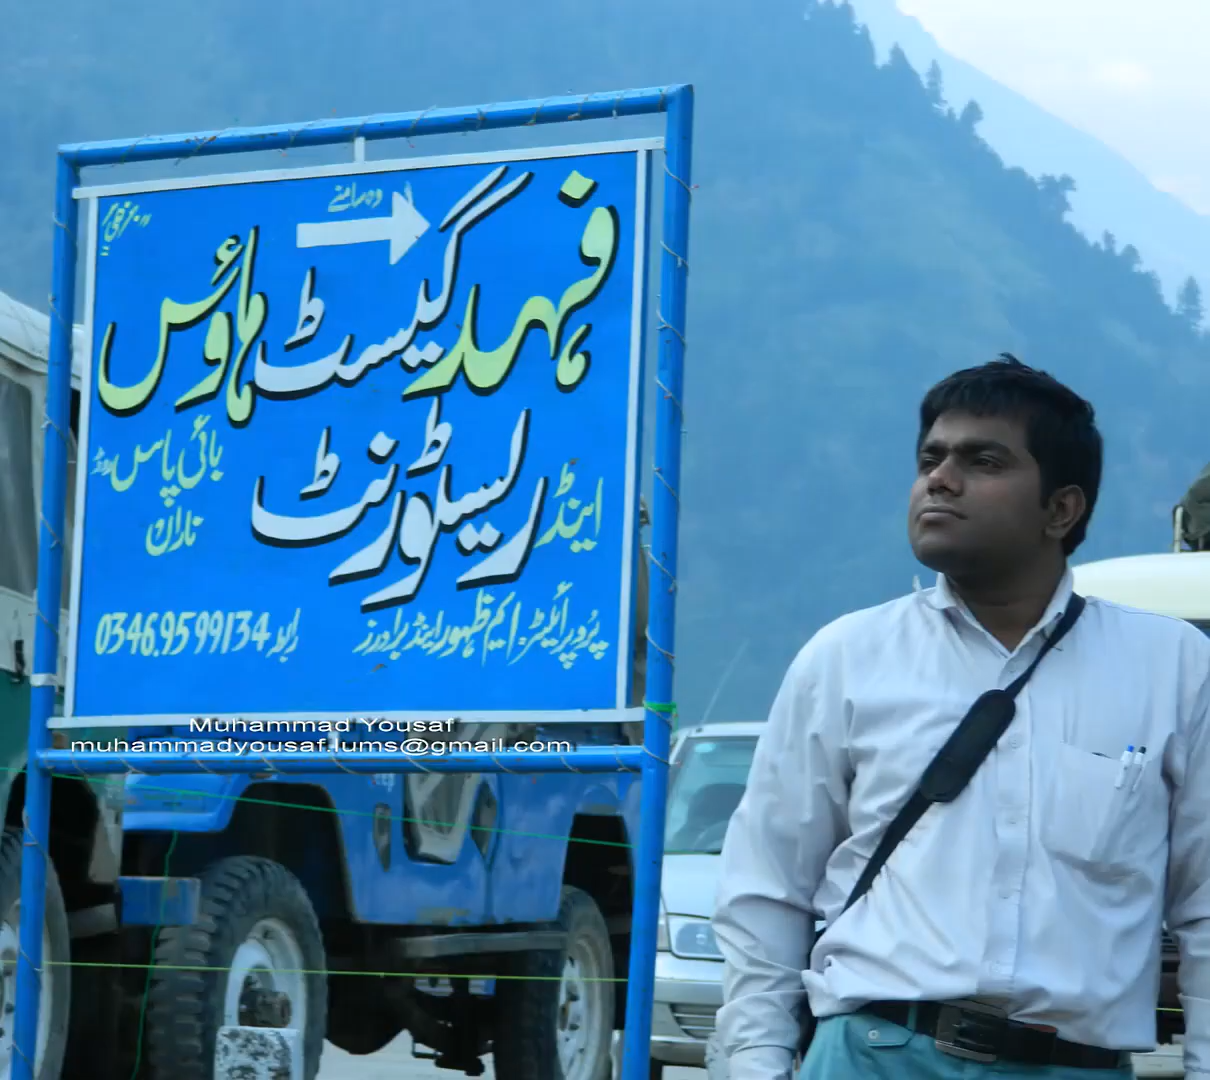 وہ سامنے
فہد گیسٹ ہاؤس
اینڈ ریسٹورنٹ
بائی پاس روڈ
ناران
پروپرائیٹر: ایم ظہور اینڈ برادرز
رابطہ 0346.9599134
Muhammad Yousaf
muhammadyousaf.lums@gmail.com